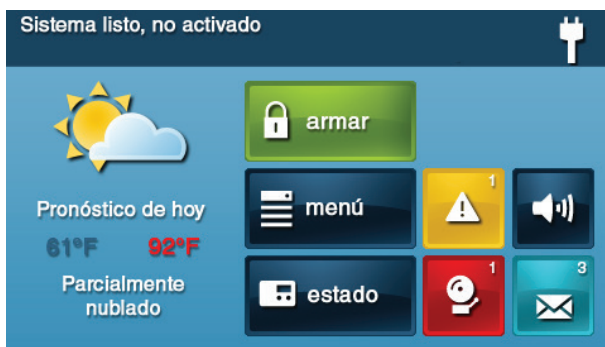 Sistema listo, no activado
armar
Pronóstico de hoy
61°F 92°F
Parcialmente
nublado
menú
1
estado
1
3